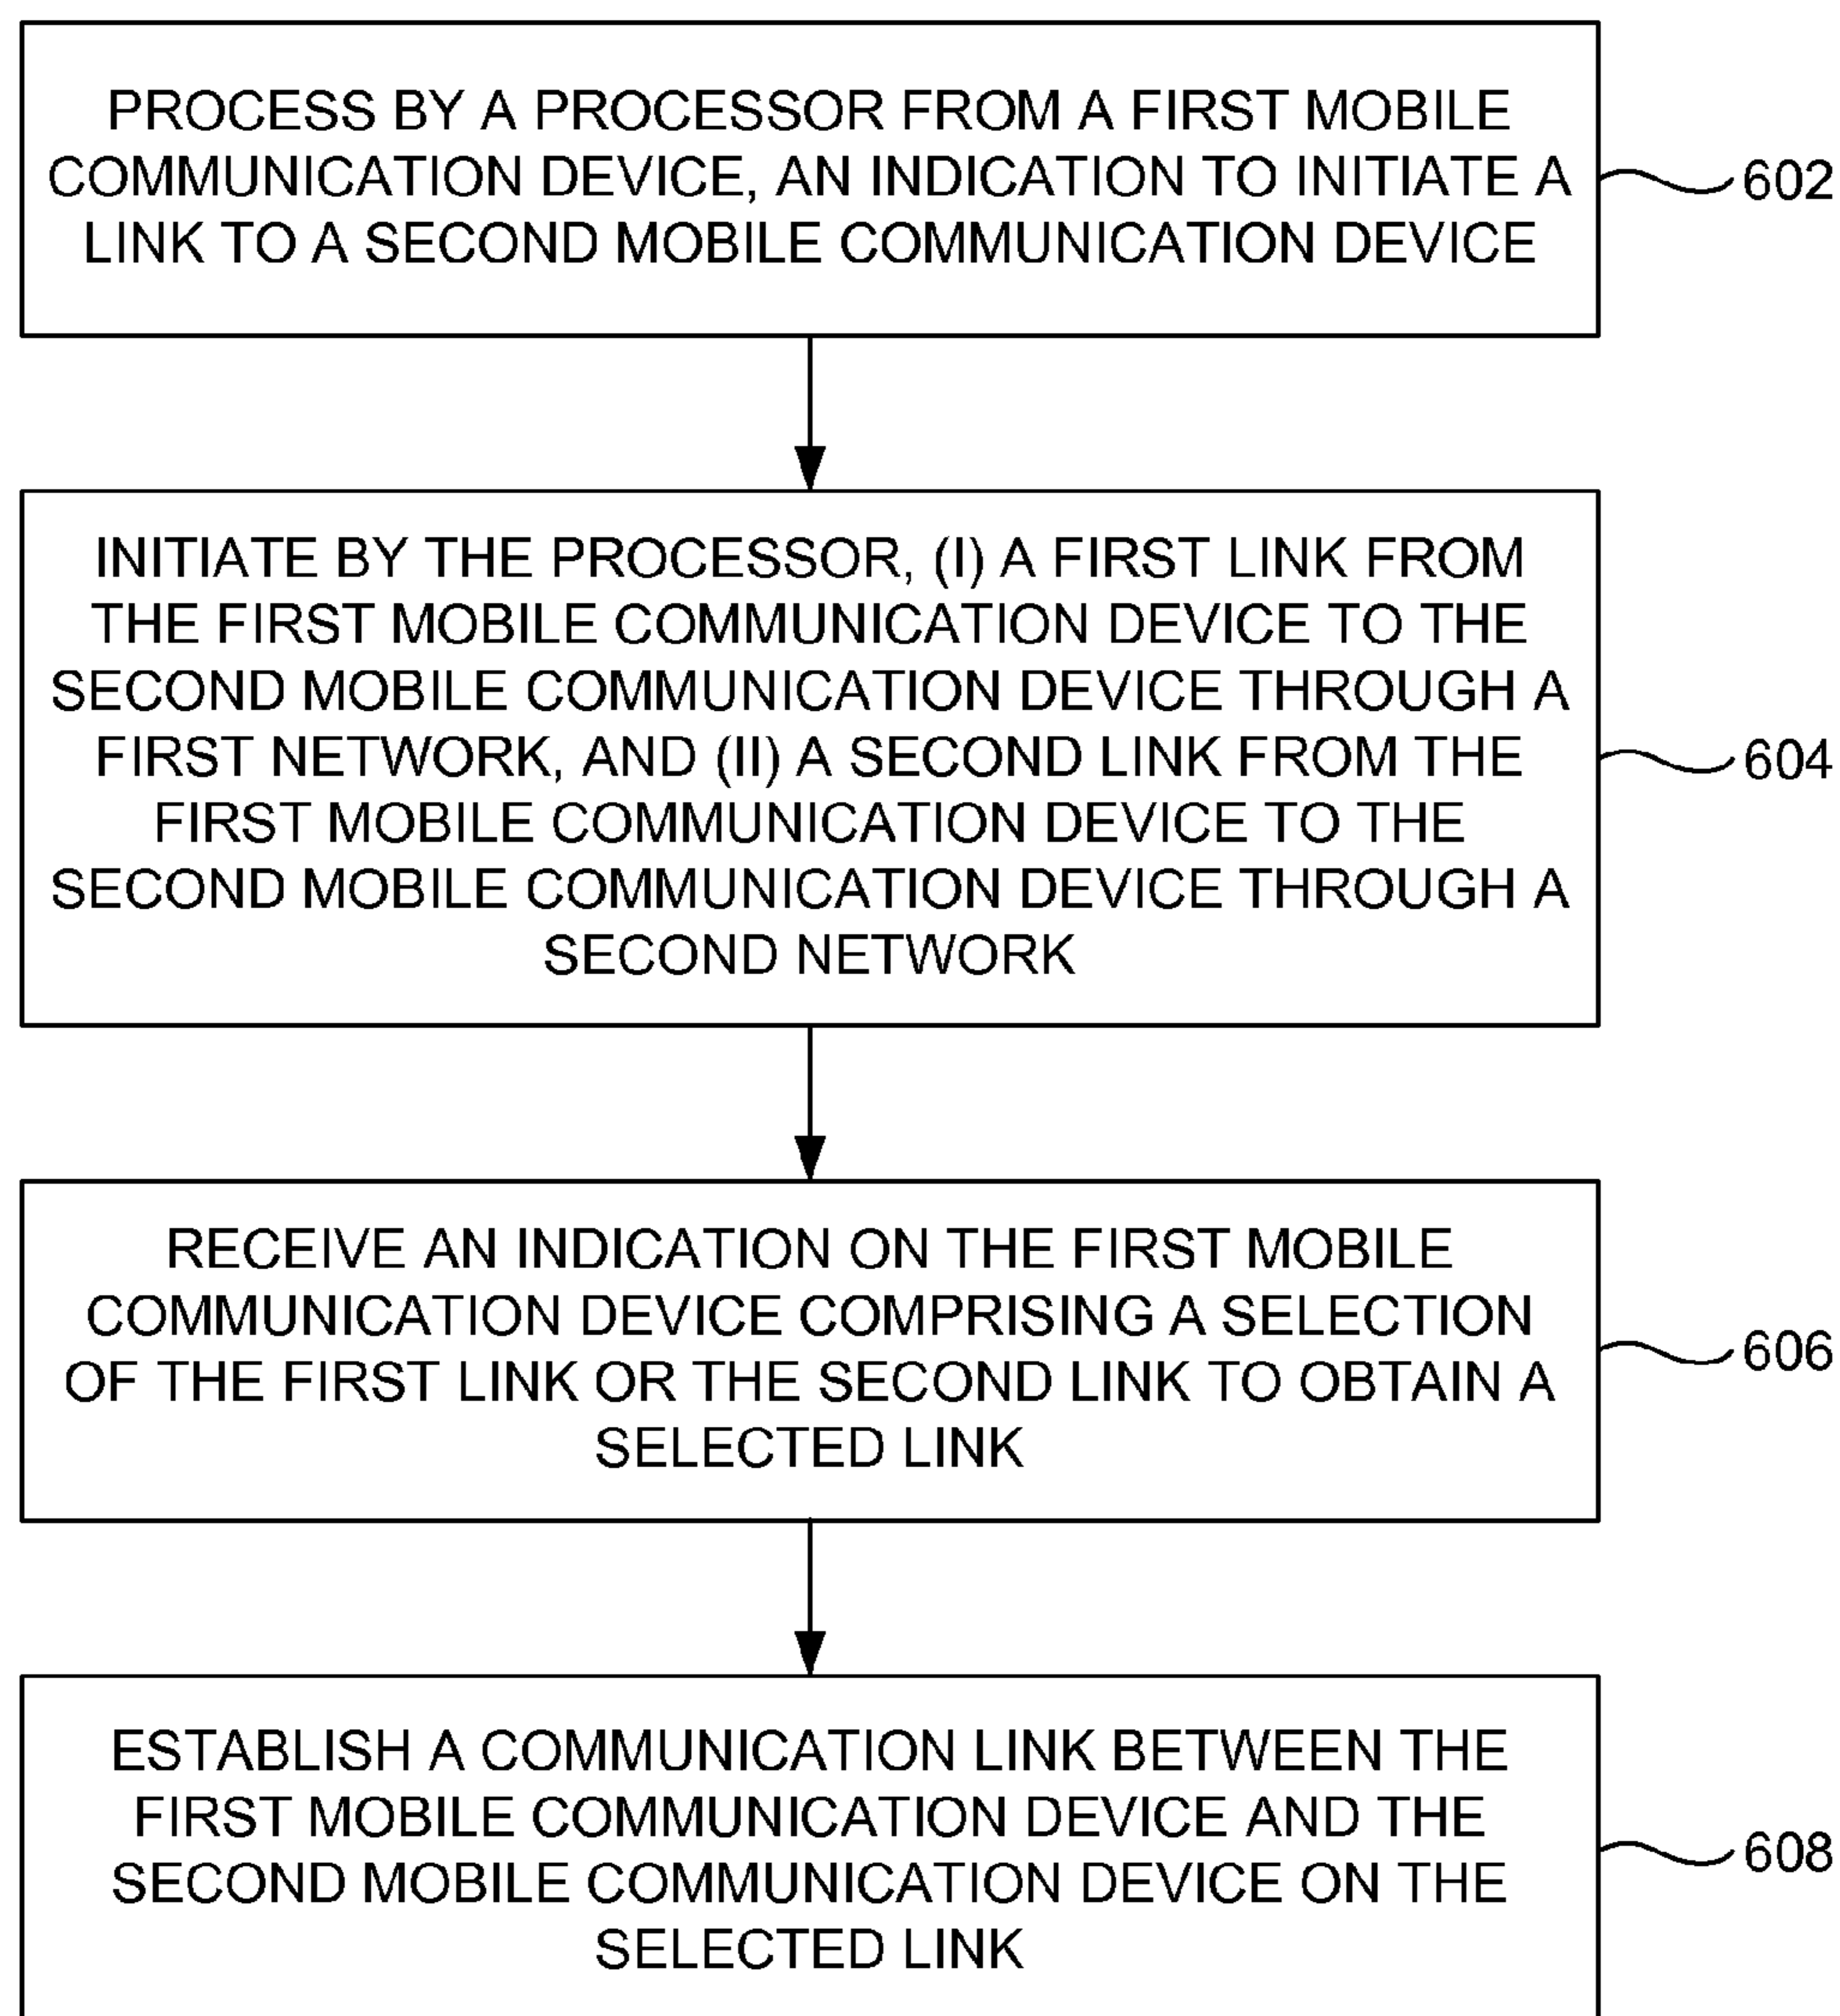 PROCESS BY A PROCESSOR FROM A FIRST MOBILE
COMMUNICATION DEVICE, AN INDICATION TO INITIATE A
LINK TO A SECOND MOBILE COMMUNICATION DEVICE
602
INITIATE BY THE PROCESSOR, (I) A FIRST LINK FROM
THE FIRST MOBILE COMMUNICATION DEVICE TO THE
SECOND MOBILE COMMUNICATION DEVICE THROUGH A
FIRST NETWORK, AND (II) A SECOND LINK FROM THE
FIRST MOBILE COMMUNICATION DEVICE TO THE
SECOND MOBILE COMMUNICATION DEVICE THROUGH A
SECOND NETWORK
604
RECEIVE AN INDICATION ON THE FIRST MOBILE
COMMUNICATION DEVICE COMPRISING A SELECTION
OF THE FIRST LINK OR THE SECOND LINK TO OBTAIN A
SELECTED LINK
606
ESTABLISH A COMMUNICATION LINK BETWEEN THE
FIRST MOBILE COMMUNICATION DEVICE AND THE
SECOND MOBILE COMMUNICATION DEVICE ON THE
SELECTED LINK
608